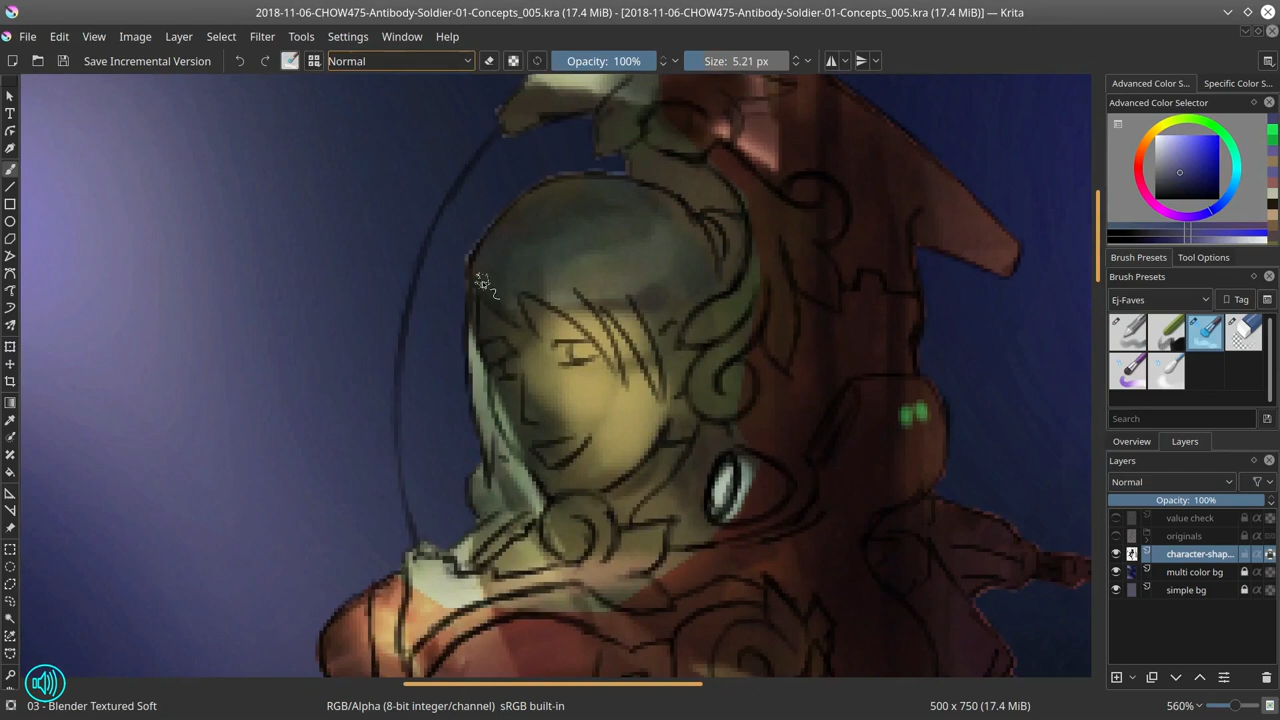 2018-11-06-CHOW475-Antibody-Soldier-01-Concepts_005.kra (17.4 MiB) - [2018-11-06-CHOW475-Antibody-Soldier-01-Concepts_005.kra (17.4 MiB)] — Krita
File Edit View Image Layer Select Filter Tools Settings Window Help
Save Incremental Version Normal Opacity: 100% Size: 5.21 px
Advanced Color S... Specific Color S...
Advanced Color Selector
Brush Presets Tool Options
Brush Presets
Ej-Faves Tag
Search
Overview Layers
Layers
Normal
Opacity: 100%
value check
originals
character-shap...
multi color bg
simple bg
03 - Blender Textured Soft RGB/Alpha (8-bit integer/channel) sRGB built-in 500 x 750 (17.4 MiB) 560%